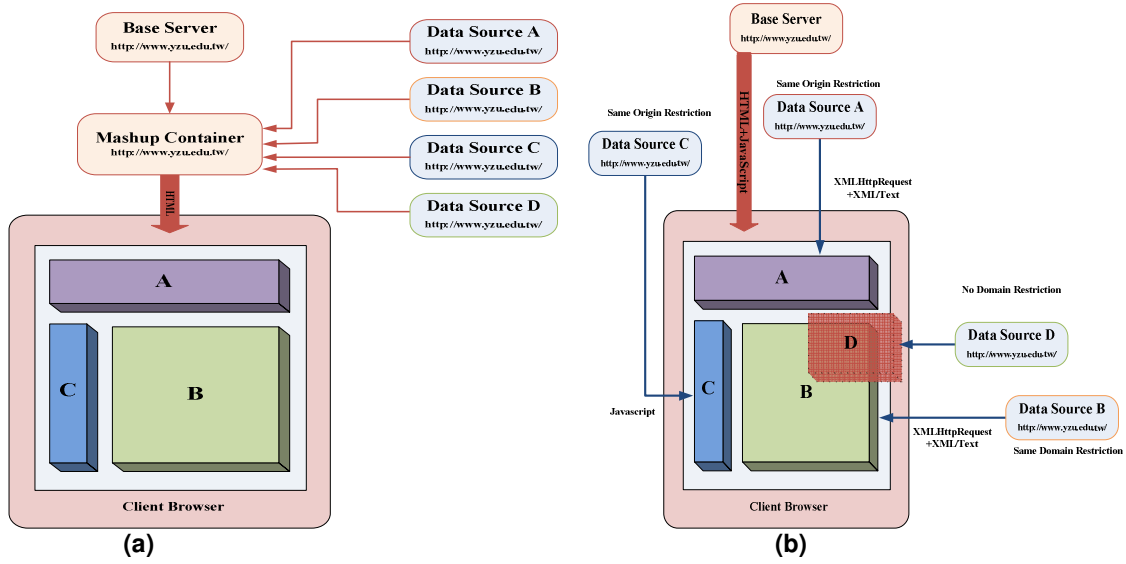 Base Server
http://www.yzu.edu.tw/
Data Source A
http://www.yzu.edu.tw/
Data Source B
http://www.yzu.edu.tw/
Mashup Container
http://www.yzu.edu.tw/
Data Source C
http://www.yzu.edu.tw/
Data Source D
http://www.yzu.edu.tw/
HTML
A
C
B
Client Browser
(a)
Base Server
http://www.yzu.edu.tw/
HTML+JavaScript
Same Origin Restriction
Data Source A
http://www.yzu.edu.tw/
Same Origin Restriction
Data Source C
http://www.yzu.edu.tw/
XMLHttpRequest
+XML/Text
A
No Domain Restriction
Data Source D
http://www.yzu.edu.tw/
D
C
B
Javascript
Data Source B
http://www.yzu.edu.tw/
XMLHttpRequest
+XML/Text
Same Domain Restriction
Client Browser
(b)